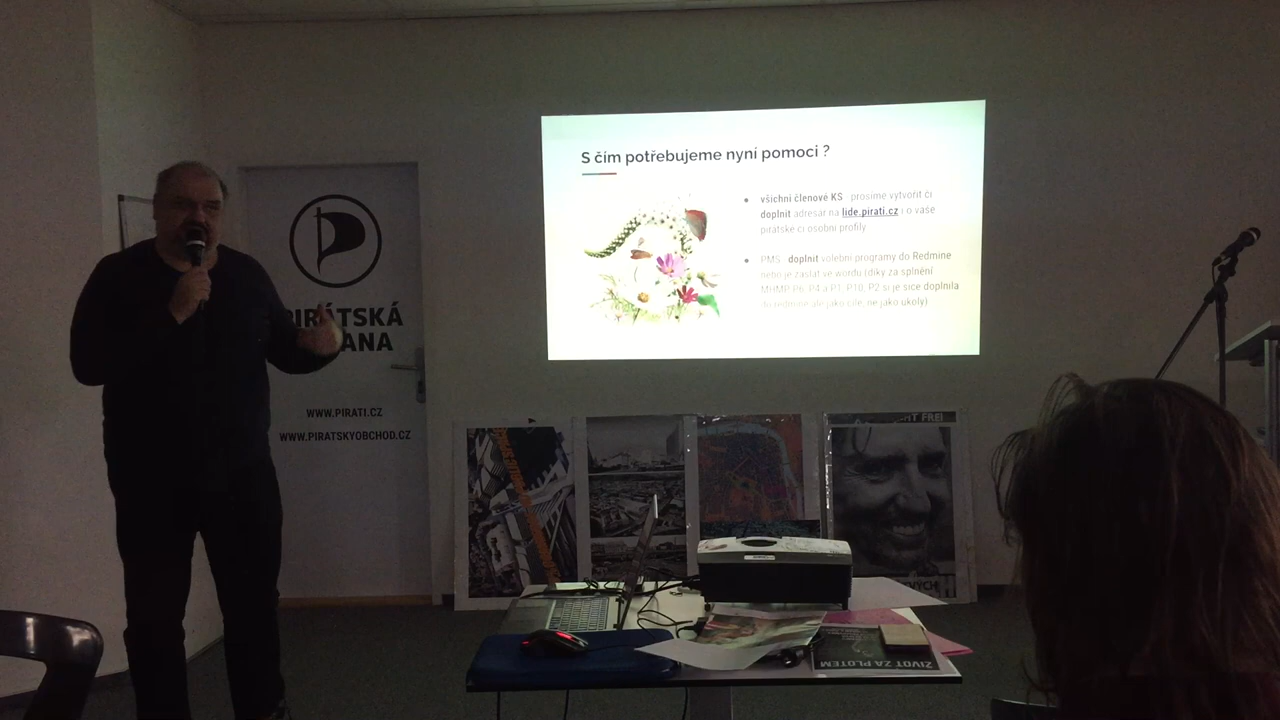 S čím potřebujeme nyní pomoci ?
všichni členové KS prosíme vytvořit či
doplnit adresář na lide.pirati.cz i o vaše
pirátské či osobní profily
PMS - doplnit volební programy do Redmine
nebo je zaslat ve wordu (díky za splnění
MHMP P6, P4 a P1, P10, P2 si je sice doplnila
do redmine ale jako cíle, ne jako úkoly)
PIRÁTSKÁ
ANA
WWW.PIRATI.CZ
WWW.PIRATSKYOBCHOD.CZ
FREI
ŽIVOT ZA PLOTEM